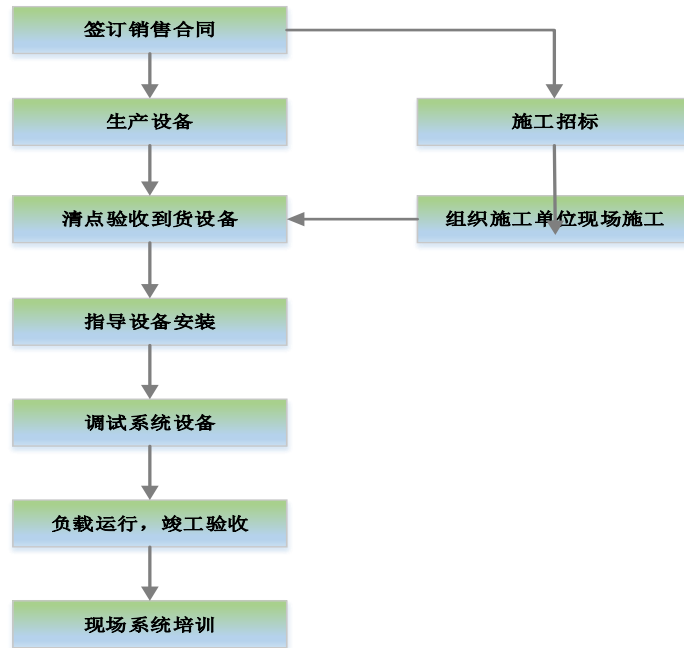 签订销售合同
生产设备
施工招标
清点验收到货设备
组织施工单位现场施工
指导设备安装
调试系统设备
负载运行，竣工验收
现场系统培训